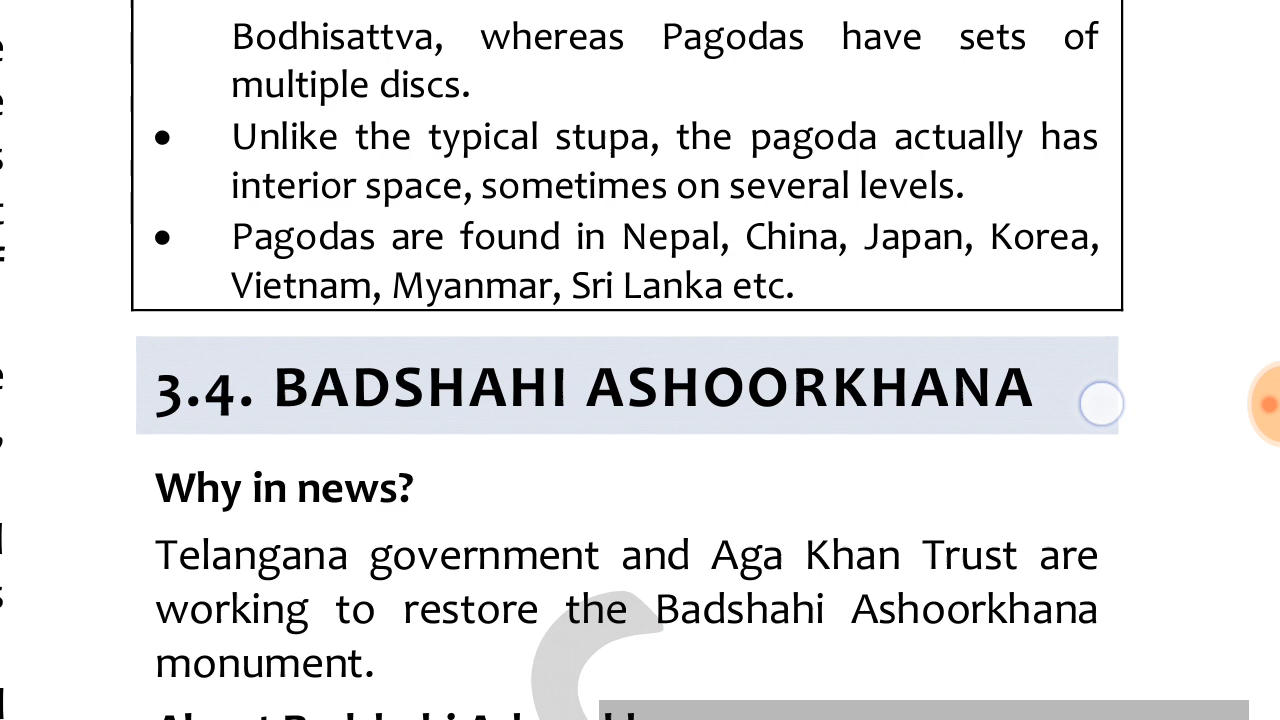 Bodhisattva, whereas Pagodas have sets of
multiple discs.
• Unlike the typical stupa, the pagoda actually has
interior space, sometimes on several levels.
• Pagodas are found in Nepal, China, Japan, Korea,
Vietnam, Myanmar, Sri Lanka etc.
3.4. BADSHAHI ASHOORKHANA
Why in news?
Telangana government and Aga Khan Trust are
working to restore the Badshahi Ashoorkhana
monument.